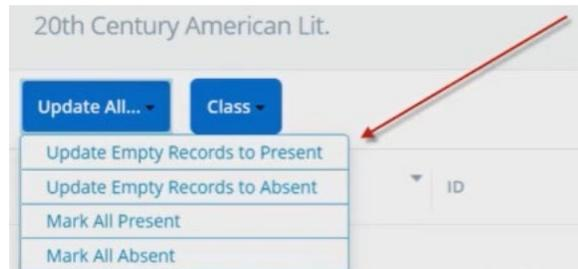 20th Century American Lit.
Update All... Class
Update Empty Records to Present
Update Empty Records to Absent
ID
Mark All Present
Mark All Absent